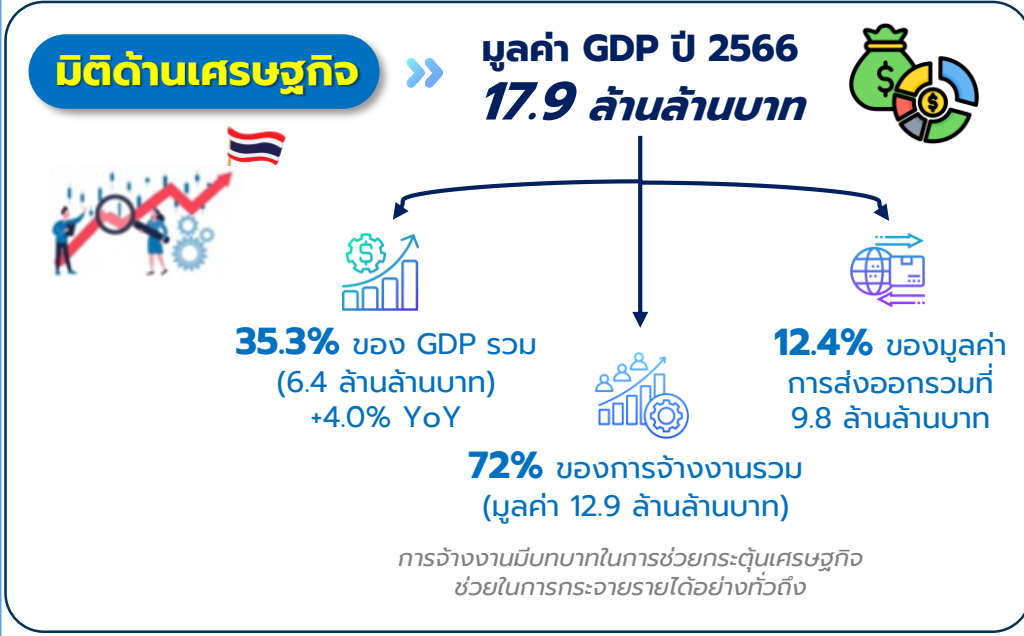 มิติด้านเศรษฐกิจ
มูลค่า GDP ปี 2566
17.9 ล้านล้านบาท
35.3% ของ GDP รวม
(6.4 ล้านล้านบาท)
+4.0% YoY
72% ของการจ้างงานรวม
(มูลค่า 12.9 ล้านล้านบาท)
12.4% ของมูลค่า
การส่งออกรวมที่
9.8 ล้านล้านบาท
การจ้างงานมีบทบาทในการช่วยกระตุ้นเศรษฐกิจ
ช่วยในการกระจายรายได้อย่างทั่วถึง